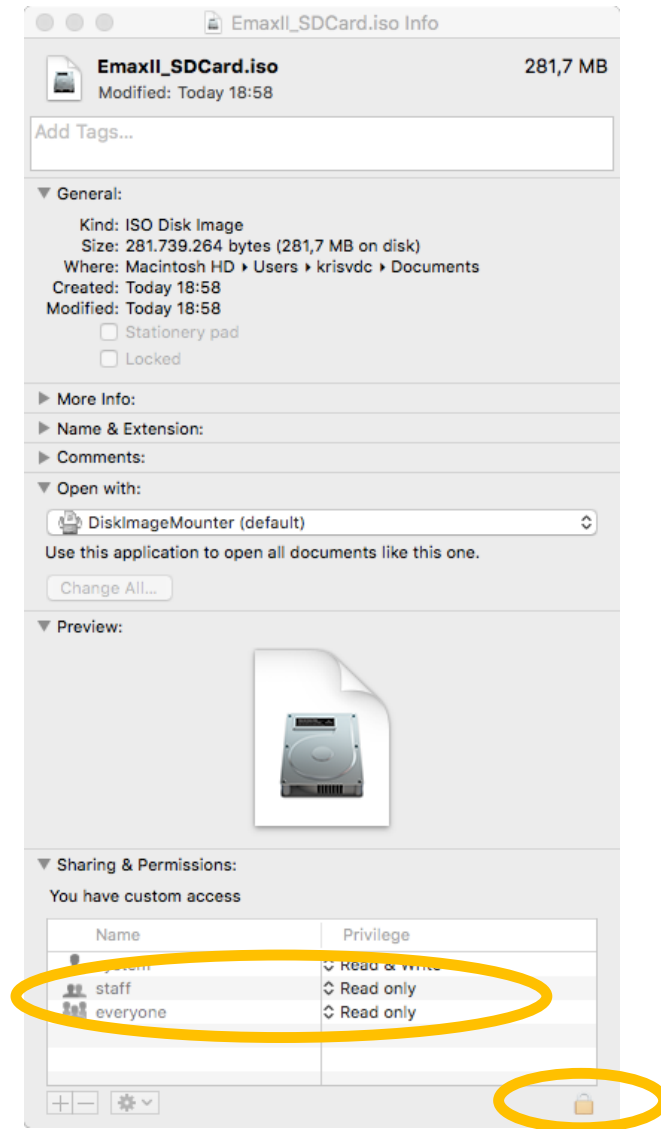 EmaxII_SDCard.iso Info
EmaxII_SDCard.iso 281,7 MB
Modified: Today 18:58
Add Tags...
General:
Kind: ISO Disk Image
Size: 281.739.264 bytes (281,7 MB on disk)
Where: Macintosh HD ▸ Users ▸ krisvdc ▸ Documents
Created: Today 18:58
Modified: Today 18:58
Stationery pad
Locked
More Info:
Name & Extension:
Comments:
Open with:
DiskImageMounter (default)
Use this application to open all documents like this one.
Change All...
Preview:
Sharing & Permissions:
You have custom access
Name Privilege
system Read & Write
staff Read only
everyone Read only